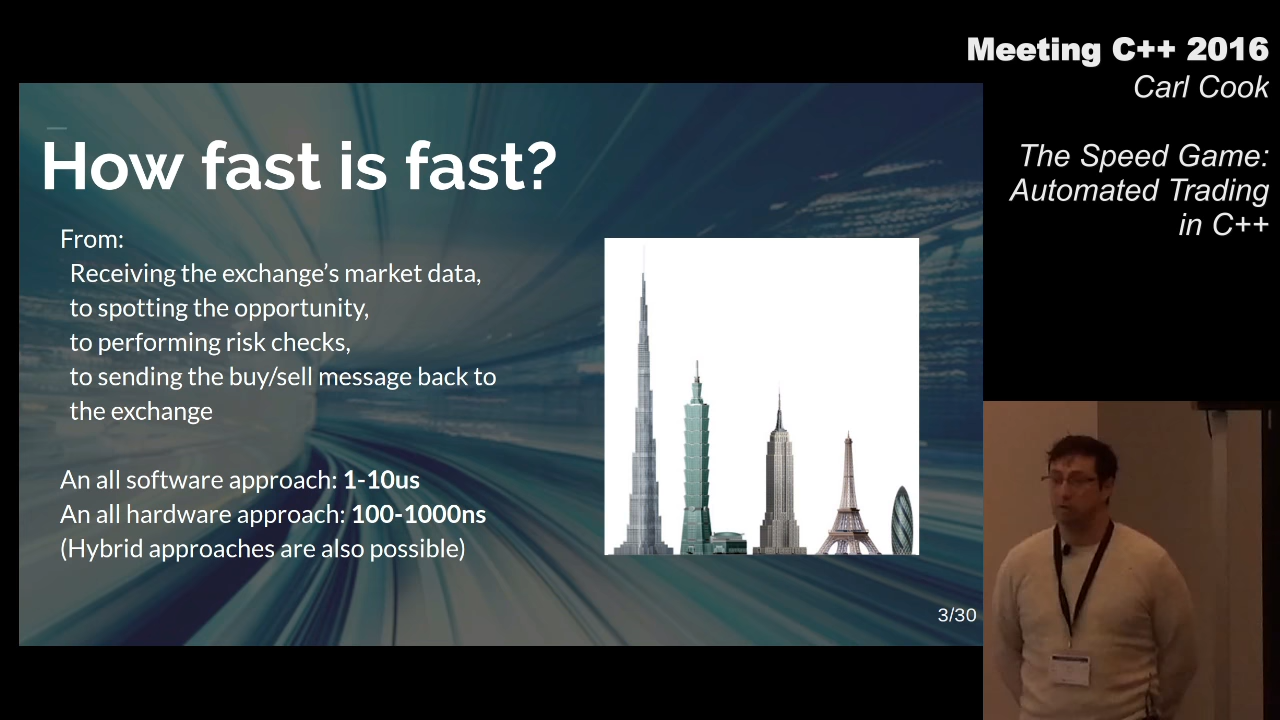 Meeting C++ 2016
Carl Cook
The Speed Game:
Automated Trading
in C++
How fast is fast?
From:
Receiving the exchange’s market data,
to spotting the opportunity,
to performing risk checks,
to sending the buy/sell message back to
the exchange
An all software approach: 1-10us
An all hardware approach: 100-1000ns
(Hybrid approaches are also possible)
3/30